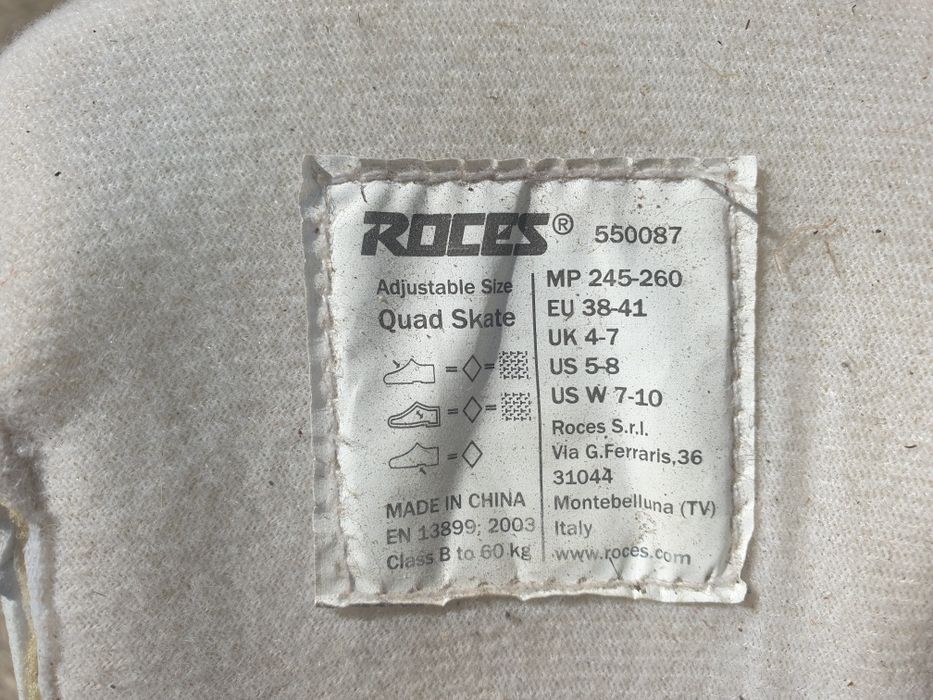 ROCES® 550087
Adjustable Size
Quad Skate
MADE IN CHINA
EN 13899: 2003
Class B to 60 kg
MP 245-260
EU 38-41
UK 4-7
US 5-8
US W 7-10
Roces S.r.l.
Via G.Ferraris,36
31044
Montebelluna (TV)
Italy
www.roces.com